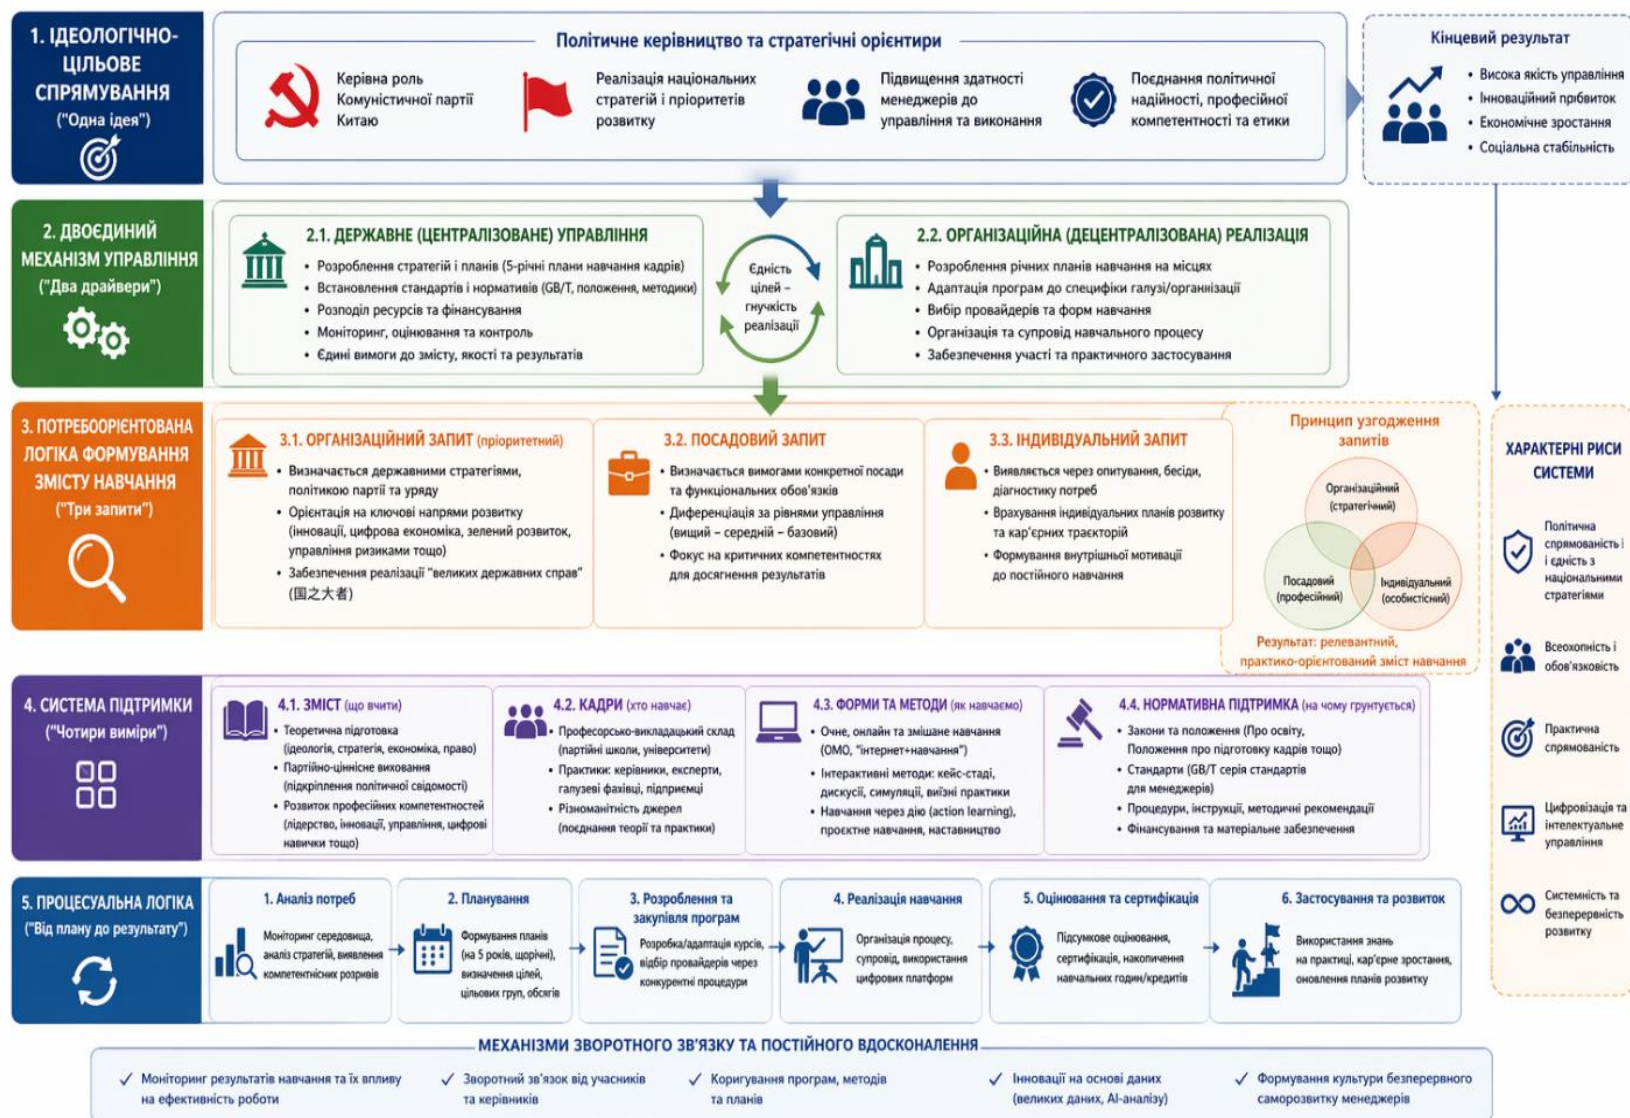 1. ІДЕОЛОГІЧНО-
ЦІЛЬОВЕ
СПРЯМУВАННЯ
("Одна ідея")
Політичне керівництво та стратегічні орієнтири
Керівна роль
Комуністичної партії
Китаю
Реалізація національних
стратегій і пріоритетів
розвитку
Підвищення здатності
менеджерів до
управління та виконання
Поєднання політичної
надійності, професійної
компетентності та етики
Кінцевий результат
• Висока якість управління
• Інноваційний прбвиток
• Економічне зростання
• Соціальна стабільність
2. ДВОЄДИНИЙ
МЕХАНІЗМ УПРАВЛІННЯ
("Два драйвери")
2.1. ДЕРЖАВНЕ (ЦЕНТРАЛІЗОВАНЕ) УПРАВЛІННЯ
• Розроблення стратегій і планів (5-річні плани навчання кадрів)
• Встановлення стандартів і нормативів (GB/T, положення, методики)
• Розподіл ресурсів та фінансування
• Моніторинг, оцінювання та контроль
• Єдині вимоги до змісту, якості та результатів
Єдність
цілей –
гнучкість
реалізації
2.2. ОРГАНІЗАЦІЙНА (ДЕЦЕНТРАЛІЗОВАНА) РЕАЛІЗАЦІЯ
• Розроблення річних планів навчання на місцях
• Адаптація програм до специфіки галузі/органнізації
• Вибір провайдерів та форм навчання
• Організація та супровід навчального процесу
• Забезпечення участі та практичного застосування
3. ПОТРЕБООРІЄНТОВАНА
ЛОГІКА ФОРМУВАННЯ
ЗМІСТУ НАВЧАННЯ
("Три запити")
3.1. ОРГАНІЗАЦІЙНИЙ ЗАПИТ (пріоритетний)
• Визначається державними стратегіями,
політикою партії та уряду
• Орієнтація на ключові напрями розвитку
(інновації, цифрова економіка, зелений розвиток,
управління ризиками тощо)
• Забезпечення реалізації "великих державних справ"
(国之大者)
3.2. ПОСАДОВИЙ ЗАПИТ
• Визначається вимогами конкретної посади
та функціональних обов'язків
• Диференціація за рівнями управління
(вищий – середній – базовий)
• Фокус на критичних компетентностях
для досягнення результатів
3.3. ІНДИВІДУАЛЬНИЙ ЗАПИТ
• Виявляється через опитування, бесіди,
діагностику потреб
• Врахування індивідуальних планів розвитку
та кар'єрних траєкторій
• Формування внутрішньої мотивації
до постійного навчання
Принцип узгодження
запитів
Організаційний
(стратегічний)
Посадовий
(професійний)
Індивідуальний
(особистісний)
Результат: релевантний,
практико-орієнтований зміст навчання
ХАРАКТЕРНІ РИСИ
СИСТЕМИ
Політична
спрямованість і
і єдність з
національними
стратегіями
Всеохопність і
обов'язковість
Практична
спрямованість
Цифровізація та
інтелектуальне
управління
Системність та
безперервність
розвитку
4. СИСТЕМА ПІДТРИМКИ
("Чотири виміри")
4.1. ЗМІСТ (що вчити)
• Теоретична підготовка
(ідеологія, стратегія, економіка, право)
• Партійно-ціннісне виховання
(підкріплення політичної свідомості)
• Розвиток професійних компетентностей
(лідерство, інновації, управління, цифрові
навички тощо)
4.2. КАДРИ (хто навчає)
• Професорсько-викладацький склад
(партійні школи, університети)
• Практики: керівники, експерти,
галузеві фахівці, підприємці
• Різноманітність джерел
(поєднання теорії та практики)
4.3. ФОРМИ ТА МЕТОДИ (як навчаємо)
• Очне, онлайн та змішане навчання
(ОМО, "інтернет+навчання")
• Інтерактивні методи: кейс-стаді,
дискусії, симуляції, виїзні практики
• Навчання через дію (action learning),
проєктне навчання, наставництво
4.4. НОРМАТИВНА ПІДТРИМКА (на чому грунтується)
• Закони та положення (Про освіту,
Положення про підготовку кадрів тощо)
• Стандарти (GB/T серія стандартів
для менеджерів)
• Процедури, інструкції, методичні рекомендації
• Фінансування та матеріальне забезпечення
5. ПРОЦЕСУАЛЬНА ЛОГІКА
("Від плану до результату")
1. Аналіз потреб
Моніторинг середовища,
аналіз стратегій, виявлення
компетентнісних розривів
2. Планування
Формування планів
(на 5 років, щорічні),
визначення цілей,
цільових груп, обсягів
3. Розроблення та
закупівля програм
Розробка/адаптація курсів,
відбір провайдерів через
конкурентні процедури
4. Реалізація навчання
Організація процесу,
супровід, використання
цифрових платформ
5. Оцінювання та сертифікація
Підсумкове оцінювання,
сертифікація, накопичення
навчальних годин/кредитів
6. Застосування та розвиток
Використання знань
на практиці, кар'єрне зростання,
оновлення планів розвитку
МЕХАНІЗМИ ЗВОРОТНОГО ЗВ'ЯЗКУ ТА ПОСТІЙНОГО ВДОСКОНАЛЕННЯ
✓ Моніторинг результатів навчання та їх впливу
на ефективність роботи
✓ Зворотний зв'язок від учасників
та керівників
✓ Коригування програм, методів
та планів
✓ Інновації на основі даних
(великих даних, AI-аналізу)
✓ Формування культури безперервного
саморозвитку менеджерів